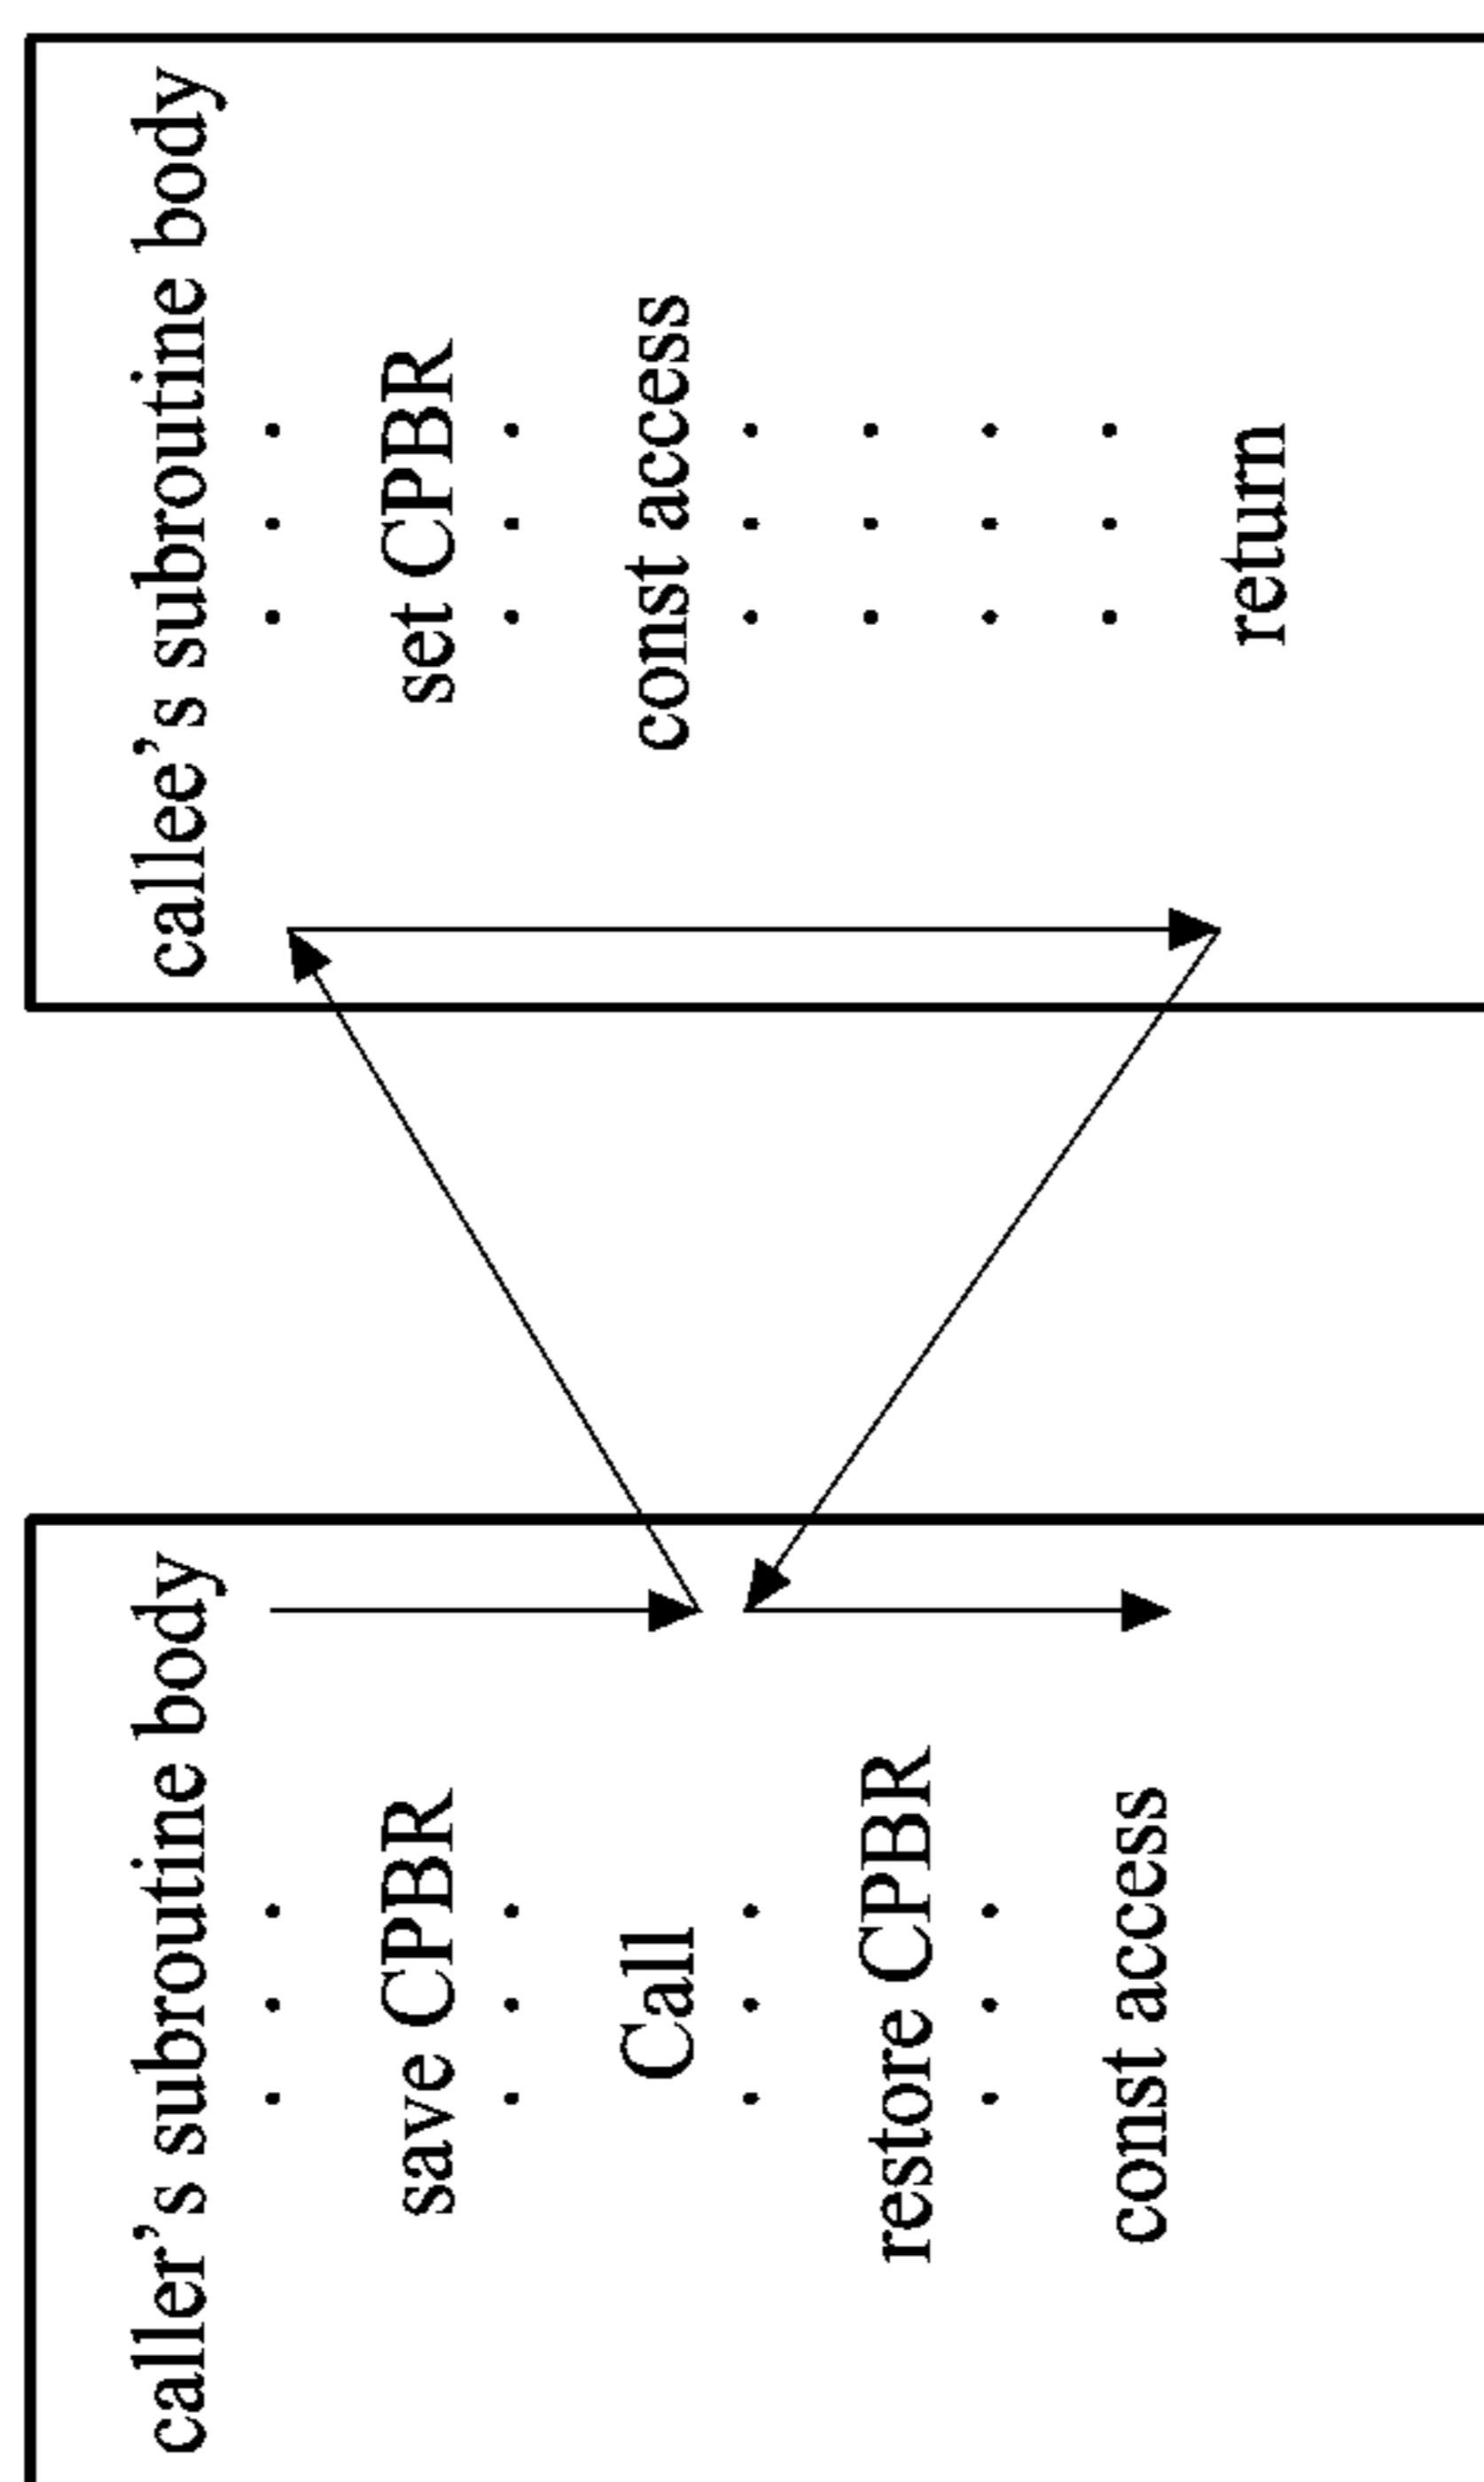 caller's subroutine body
. . .
save CPBR
. . .
Call
. . .
restore CPBR
. . .
const access
callee's subroutine body
. . .
set CPBR
. . .
const access
. . .
. . .
. . .
. . .
return